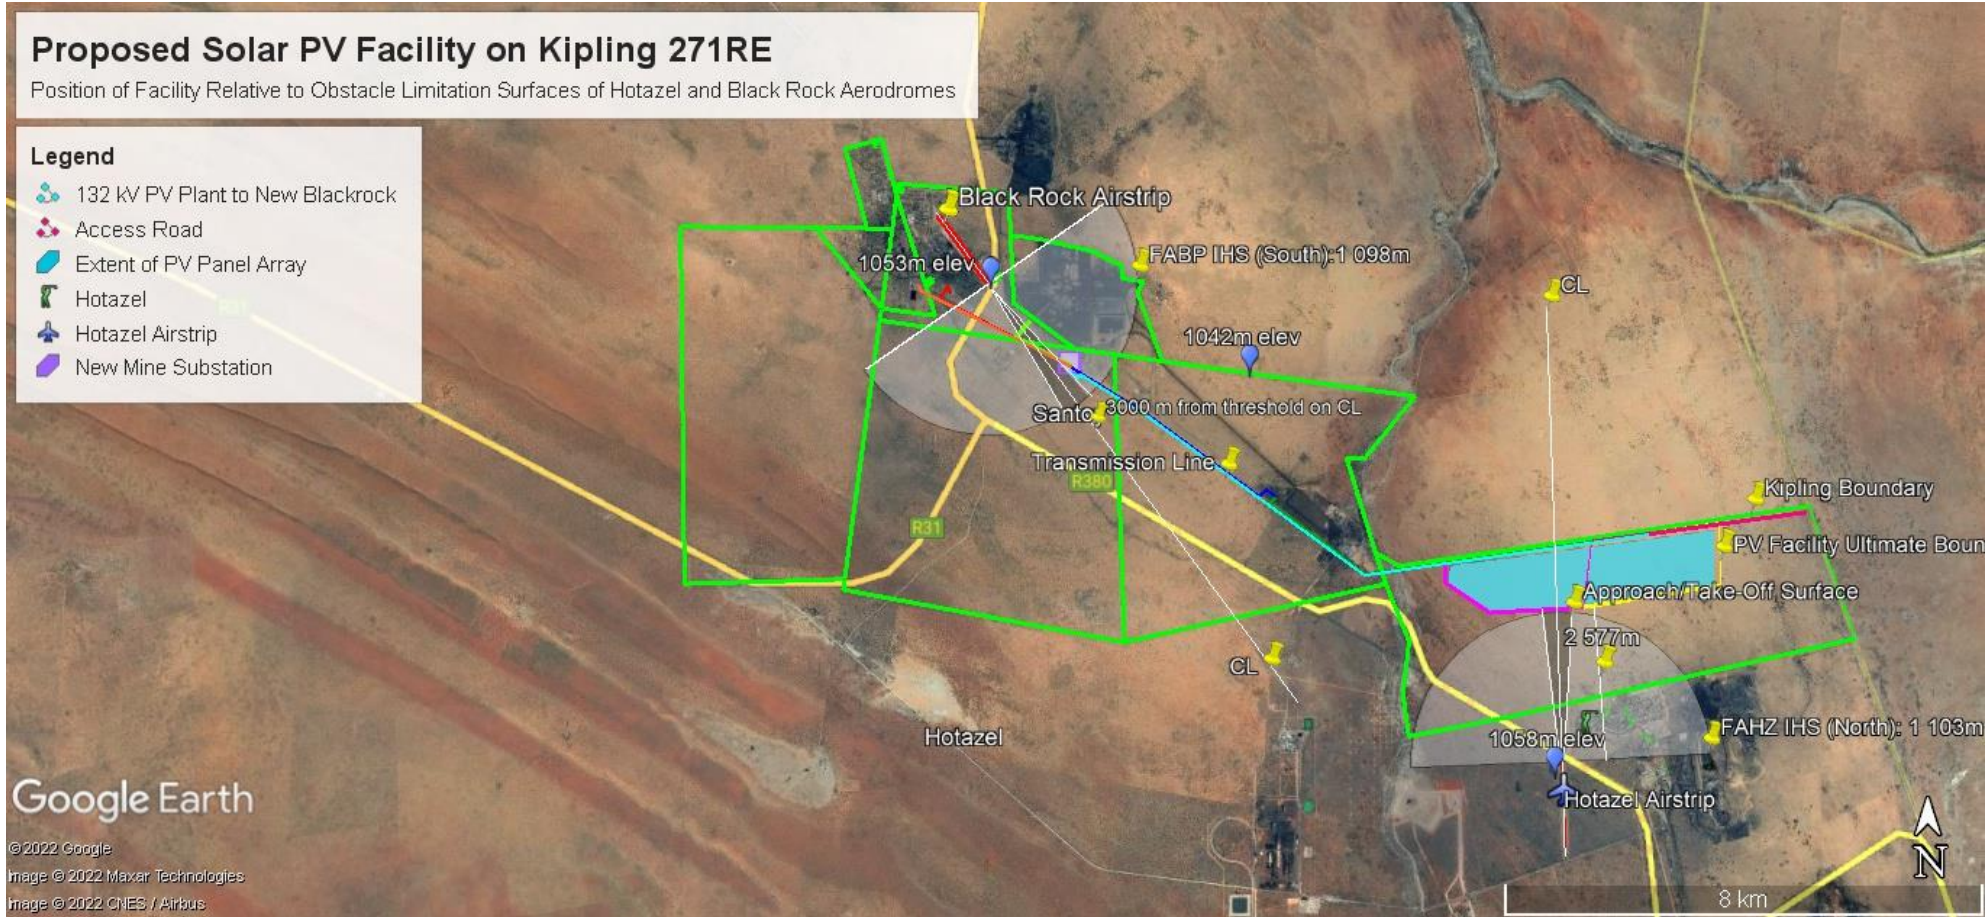 Proposed Solar PV Facility on Kipling 271RE
Position of Facility Relative to Obstacle Limitation Surfaces of Hotazel and Black Rock Aerodromes
Legend
132 kV PV Plant to New Blackrock
Access Road
Extent of PV Panel Array
Hotazel
Hotazel Airstrip
New Mine Substation
Black Rock Airstrip
1053m elev
FABP IHS (South):1 098m
CL
R31
1042m elev
Santoy
3000 m from threshold on CL
Transmission Line
R380
Kipling Boundary
R31
PV Facility Ultimate Boun
Approach/Take-Off Surface
2 577m
CL
FAHZ IHS (North): 1 103m
Hotazel
1058m elev
Hotazel Airstrip
Google Earth
©2022 Google
Image © 2022 Maxar Technologies
Image © 2022 CNES / Airbus
N
8 km